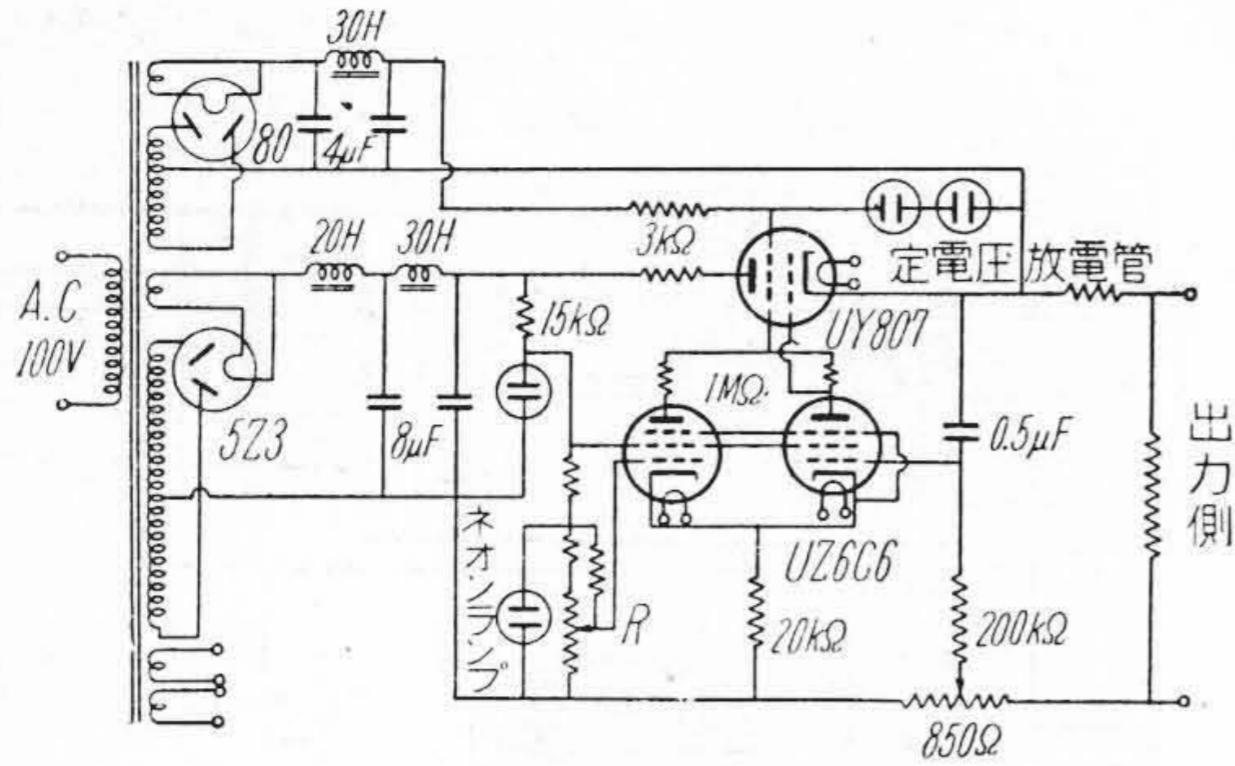 30H
80
4μF
20H
30H
3kΩ
定電圧放電管
A.C
100V
15kΩ
UY807
1MΩ
5Z3
8μF
0.5μF
出力側
ネオンランプ
UZ6C6
R
20kΩ
200kΩ
850Ω